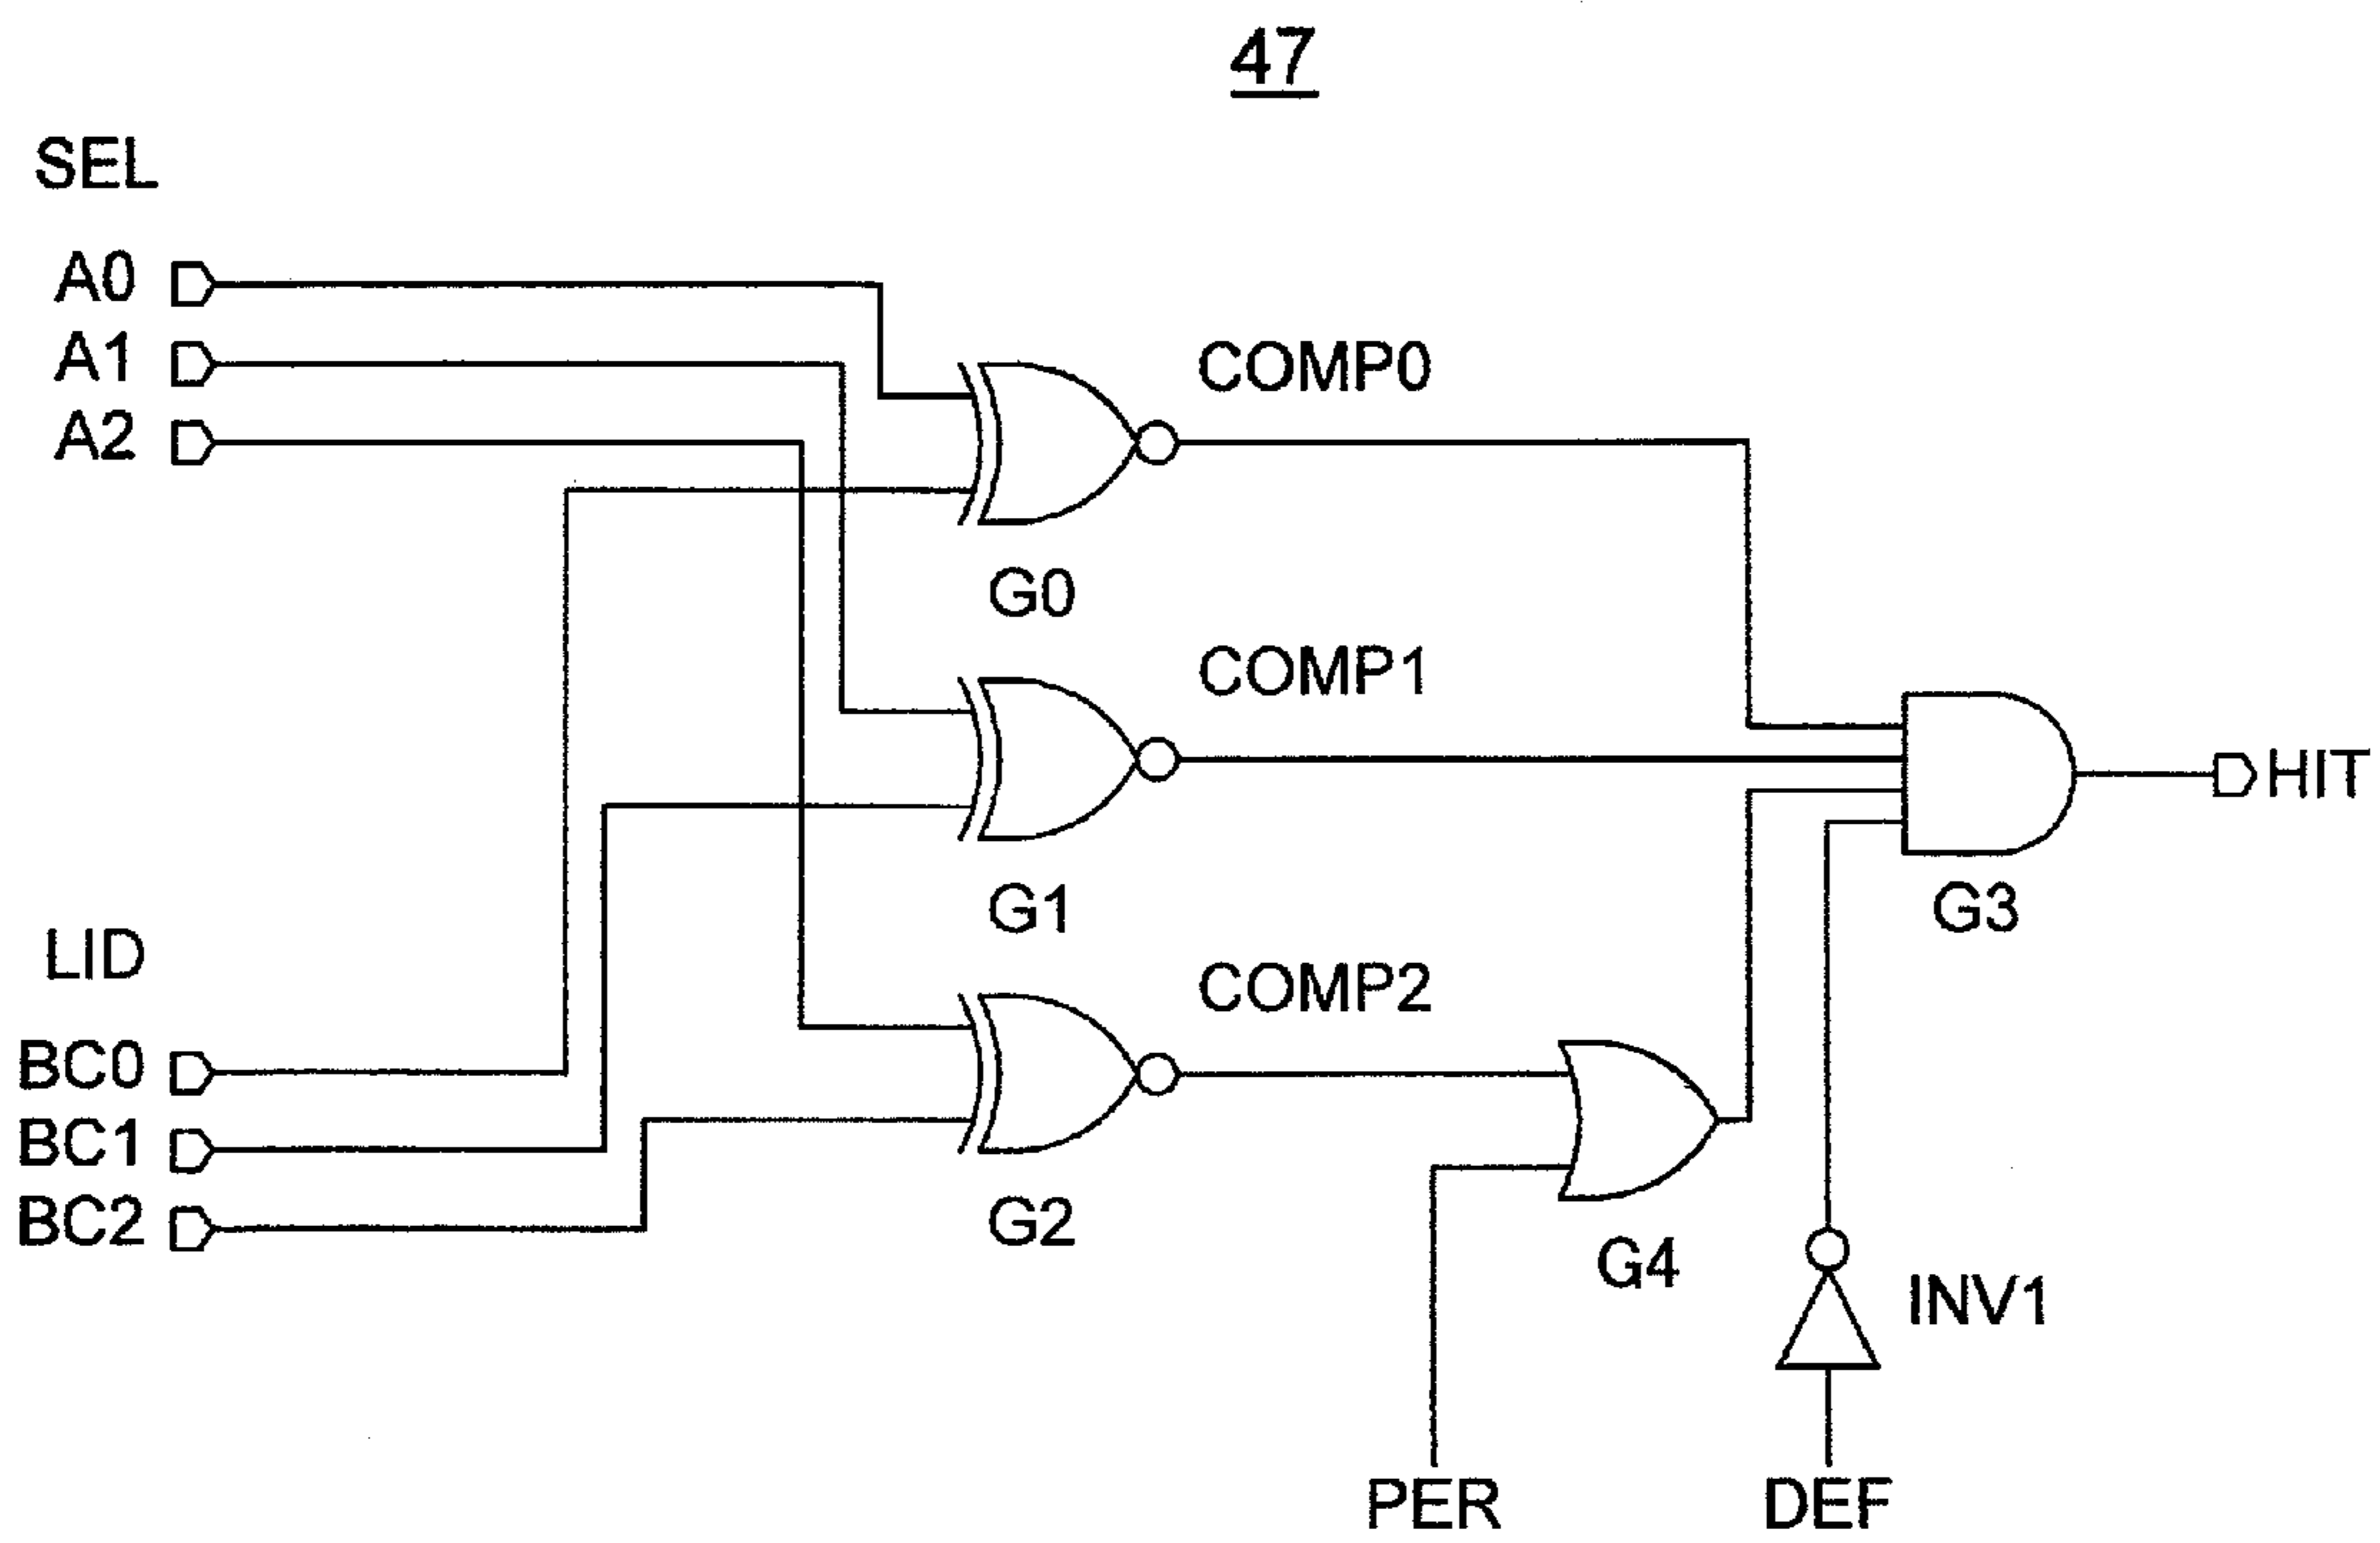 47
SEL
A0
A1
A2
COMP0
G0
COMP1
HIT
G1
G3
LID
COMP2
BC0
BC1
BC2
G2
G4
INV1
PER
DEF